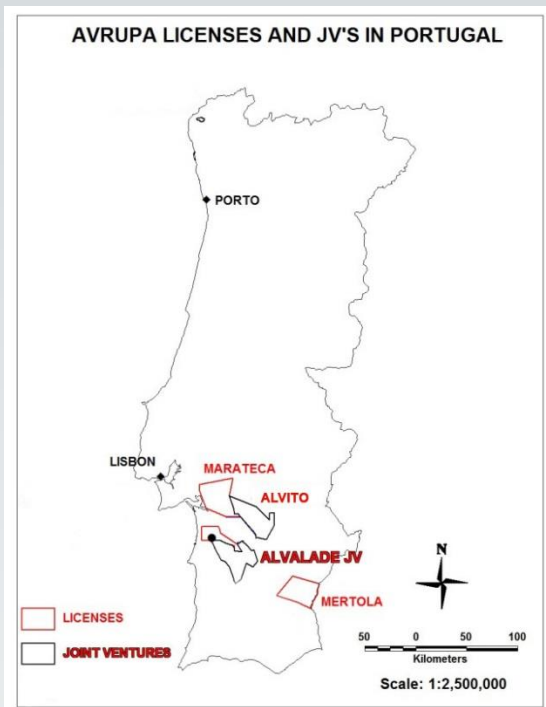 AVRUPA LICENSES AND JV'S IN PORTUGAL
PORTO
LISBON
MARATECA
ALVITO
ALVALADE JV
MERTOLA
N
LICENSES
JOINT VENTURES
50 0 50 100
Kilometers
Scale: 1:2,500,000